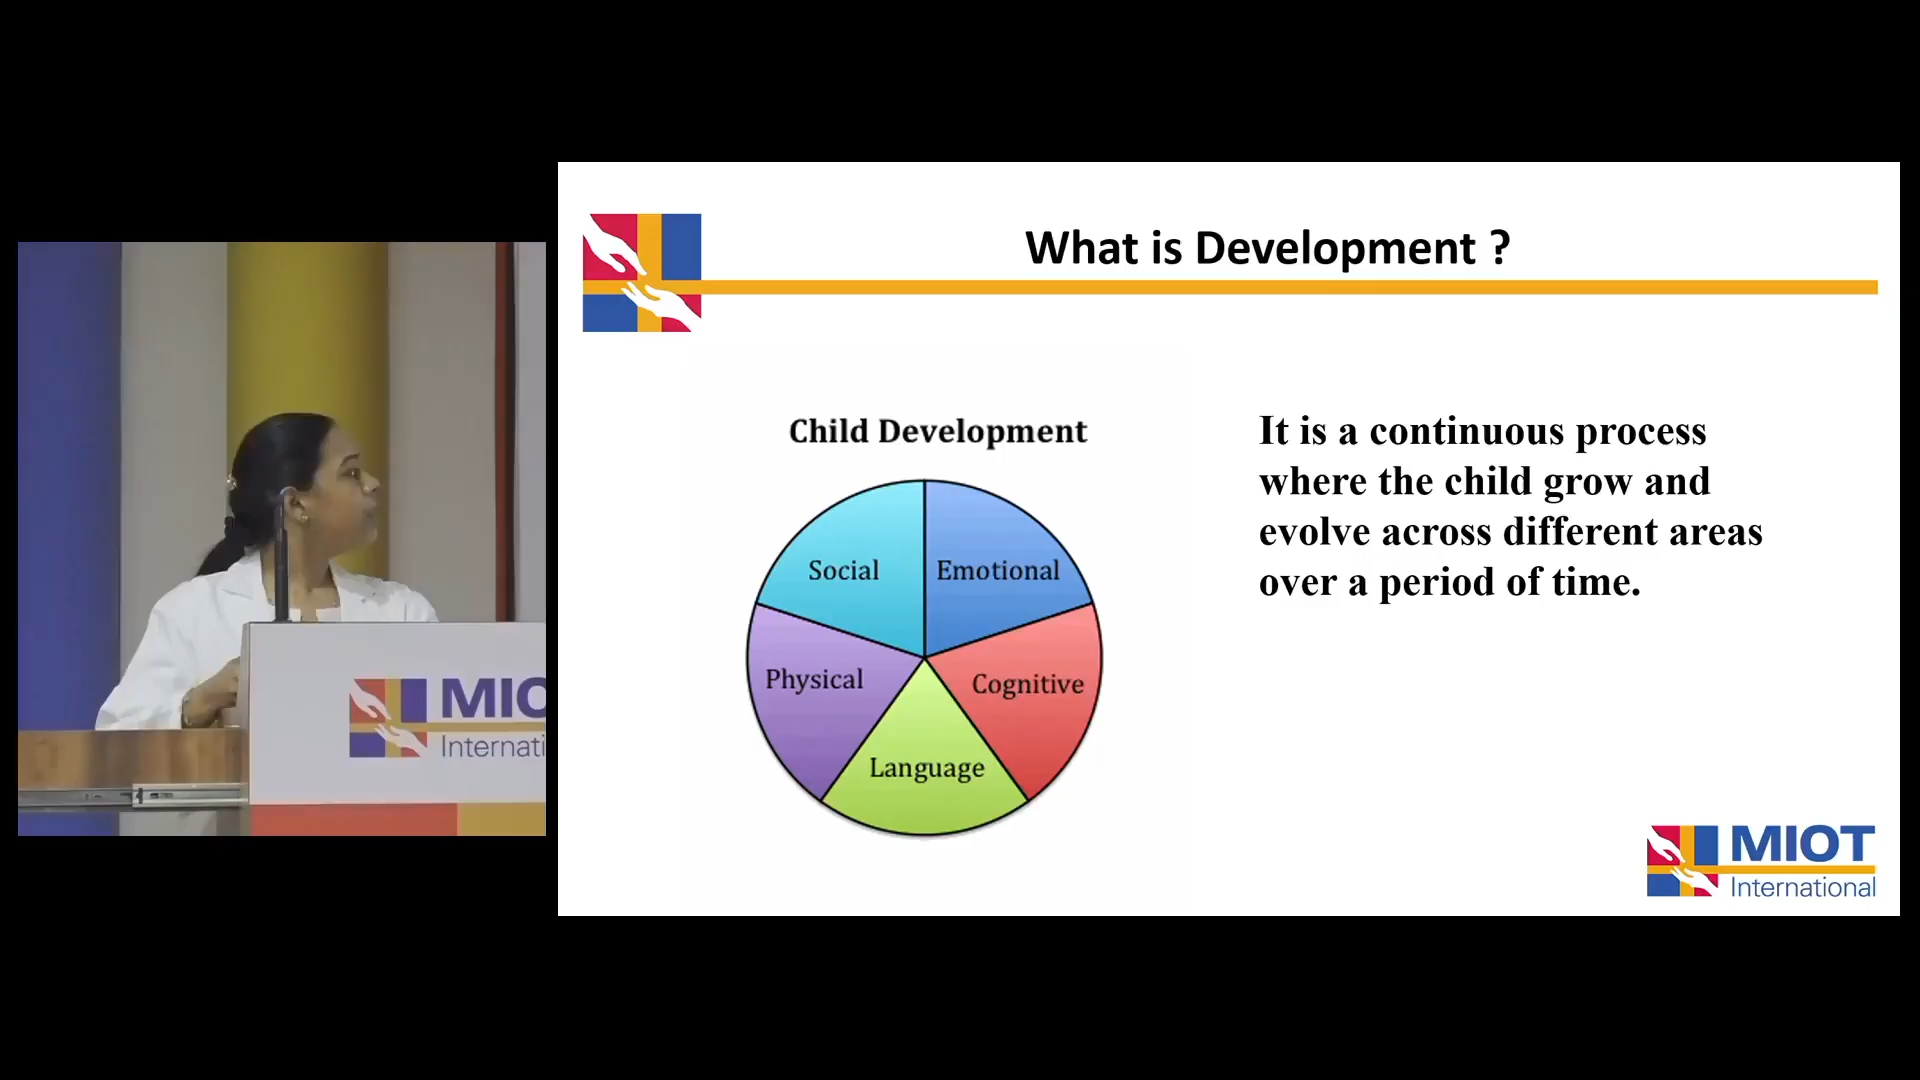 What is Development ?
Child Development
Social
Emotional
Physical
Cognitive
Language
It is a continuous process
where the child grow and
evolve across different areas
over a period of time.
MIOT
International
MIO
Internati